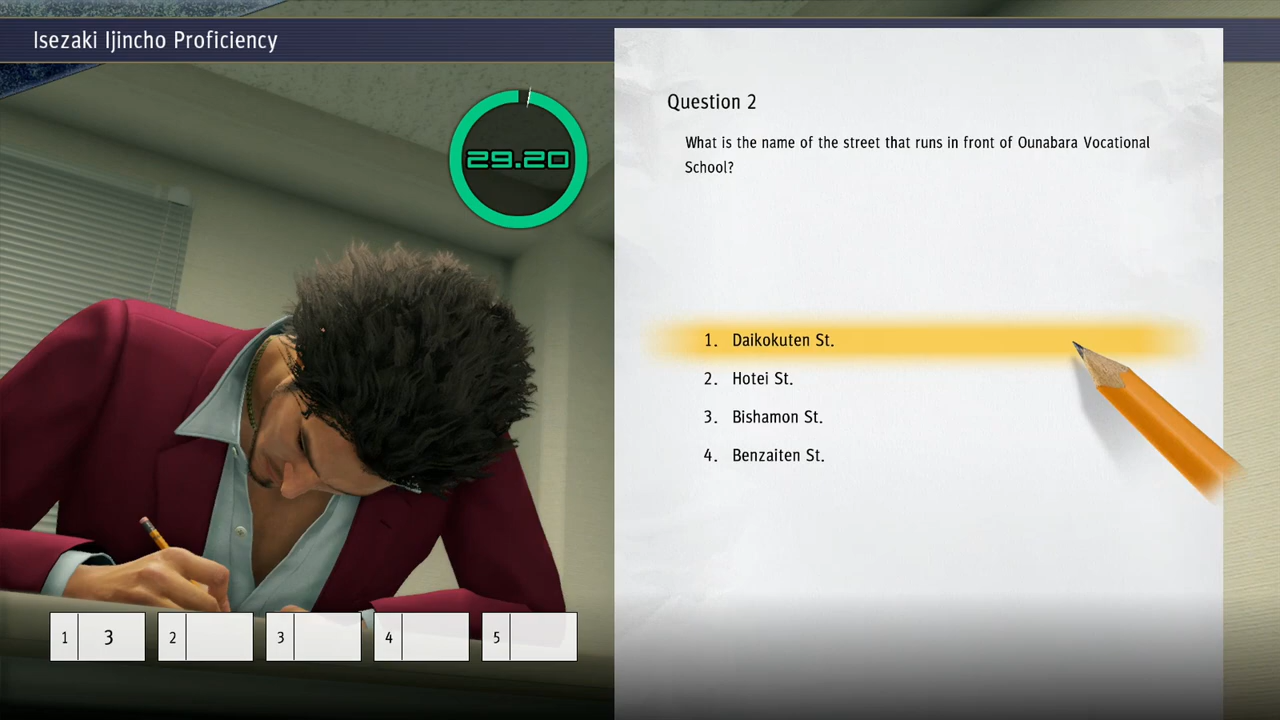 Isezaki Ijincho Proficiency
29.20
Question 2
What is the name of the street that runs in front of Ounabara Vocational
School?
1. Daikokuten St.
2. Hotei St.
3. Bishamon St.
4. Benzaiten St.
1 3 2 3 4 5